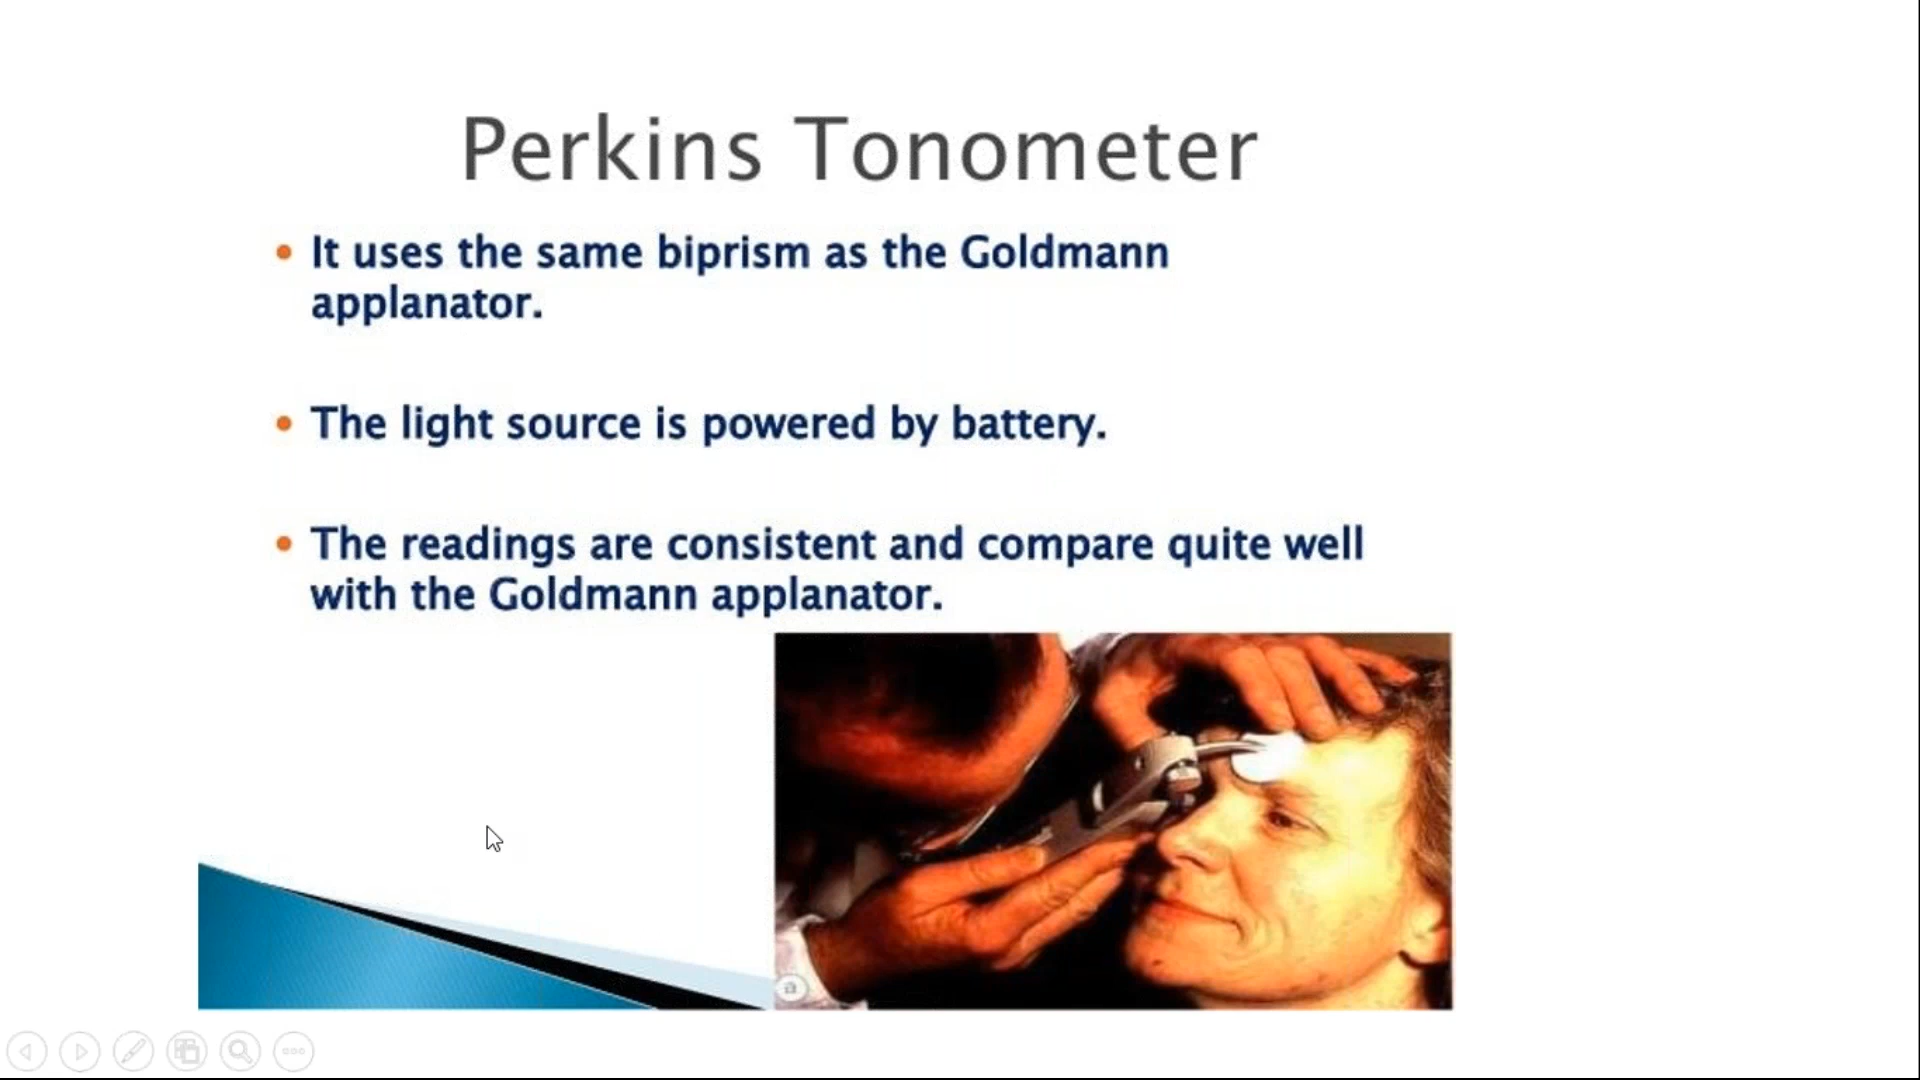 Perkins Tonometer
• It uses the same biprism as the Goldmann
applanator.
• The light source is powered by battery.
• The readings are consistent and compare quite well
with the Goldmann applanator.
a